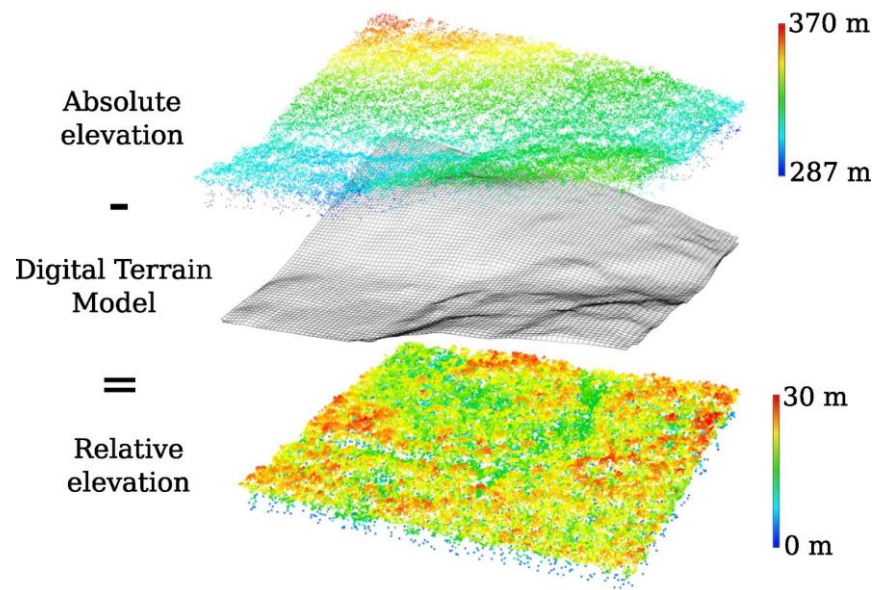 370 m
Absolute
elevation
287 m
-
Digital Terrain
Model
=
30 m
Relative
elevation
0 m